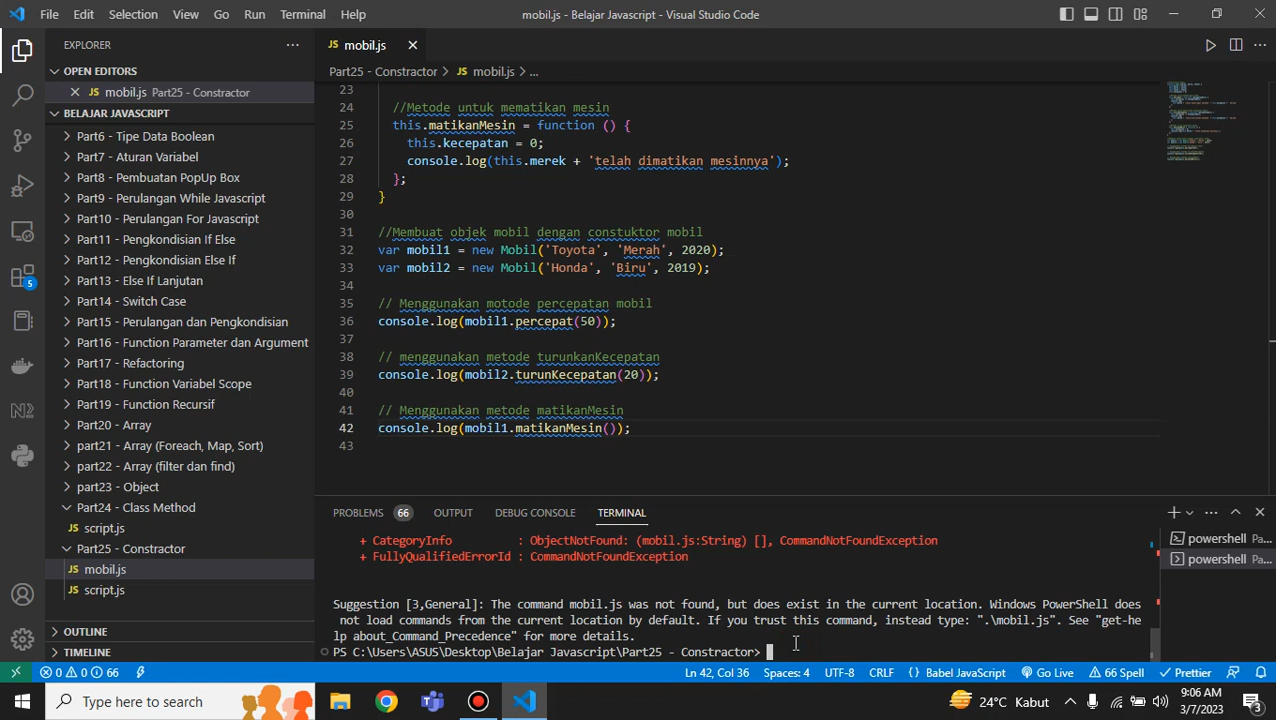 File Edit Selection View Go Run Terminal Help
mobil.js - Belajar Javascript - Visual Studio Code
EXPLORER
OPEN EDITORS
mobil.js Part25 - Constractor
BELAJAR JAVASCRIPT
Part6 - Tipe Data Boolean
Part7 - Aturan Variabel
Part8 - Pembuatan PopUp Box
Part9 - Perulangan While Javascript
Part10 - Perulangan For Javascript
Part11 - Pengkondisian If Else
Part12 - Pengkondisian Else If
Part13 - Else If Lanjutan
Part14 - Switch Case
Part15 - Perulangan dan Pengkondisian
Part16 - Function Parameter dan Argument
Part17 - Refactoring
Part18 - Function Variabel Scope
Part19 - Function Recursif
Part20 - Array
part21 - Array (Foreach, Map, Sort)
part22 - Array (filter dan find)
part23 - Object
Part24 - Class Method
JS script.js
Part25 - Constractor
JS mobil.js
JS script.js
OUTLINE
TIMELINE
5
JS mobil.js
Part25 - Constractor > JS mobil.js > ...
23
24 //Metode untuk mematikan mesin
25 this.matikanMesin = function () {
26 this.kecepatan = 0;
27 console.log(this.merek + 'telah dimatikan mesinnya');
28 };
29 }
30
31 //Membuat objek mobil dengan constuktor mobil
32 var mobil1 = new Mobil('Toyota', 'Merah', 2020);
33 var mobil2 = new Mobil('Honda', 'Biru', 2019);
34
35 // Menggunakan motode percepatan mobil
36 console.log(mobil1.percepat(50));
37
38 // menggunakan metode turunkanKecepatan
39 console.log(mobil2.turunKecepatan(20));
40
41 // Menggunakan metode matikanMesin
42 console.log(mobil1.matikanMesin());
43
PROBLEMS 66 OUTPUT DEBUG CONSOLE TERMINAL
+ CategoryInfo : ObjectNotFound: (mobil.js:String) [], CommandNotFoundException
+ FullyQualifiedErrorId : CommandNotFoundException
Suggestion [3,General]: The command mobil.js was not found, but does exist in the current location. Windows PowerShell does
not load commands from the current location by default. If you trust this command, instead type: ".\mobil.js". See "get-he
lp about_Command_Precedence" for more details.
PS C:\Users\ASUS\Desktop\Belajar Javascript\Part25 - Constractor>
powershell Pa...
powershell Pa...
0 0 66
Ln 42, Col 36 Spaces: 4 UTF-8 CRLF { } Babel JavaScript Go Live 66 Spell Prettier
Type here to search
24°C Kabut
9:06 AM
3/7/2023
3